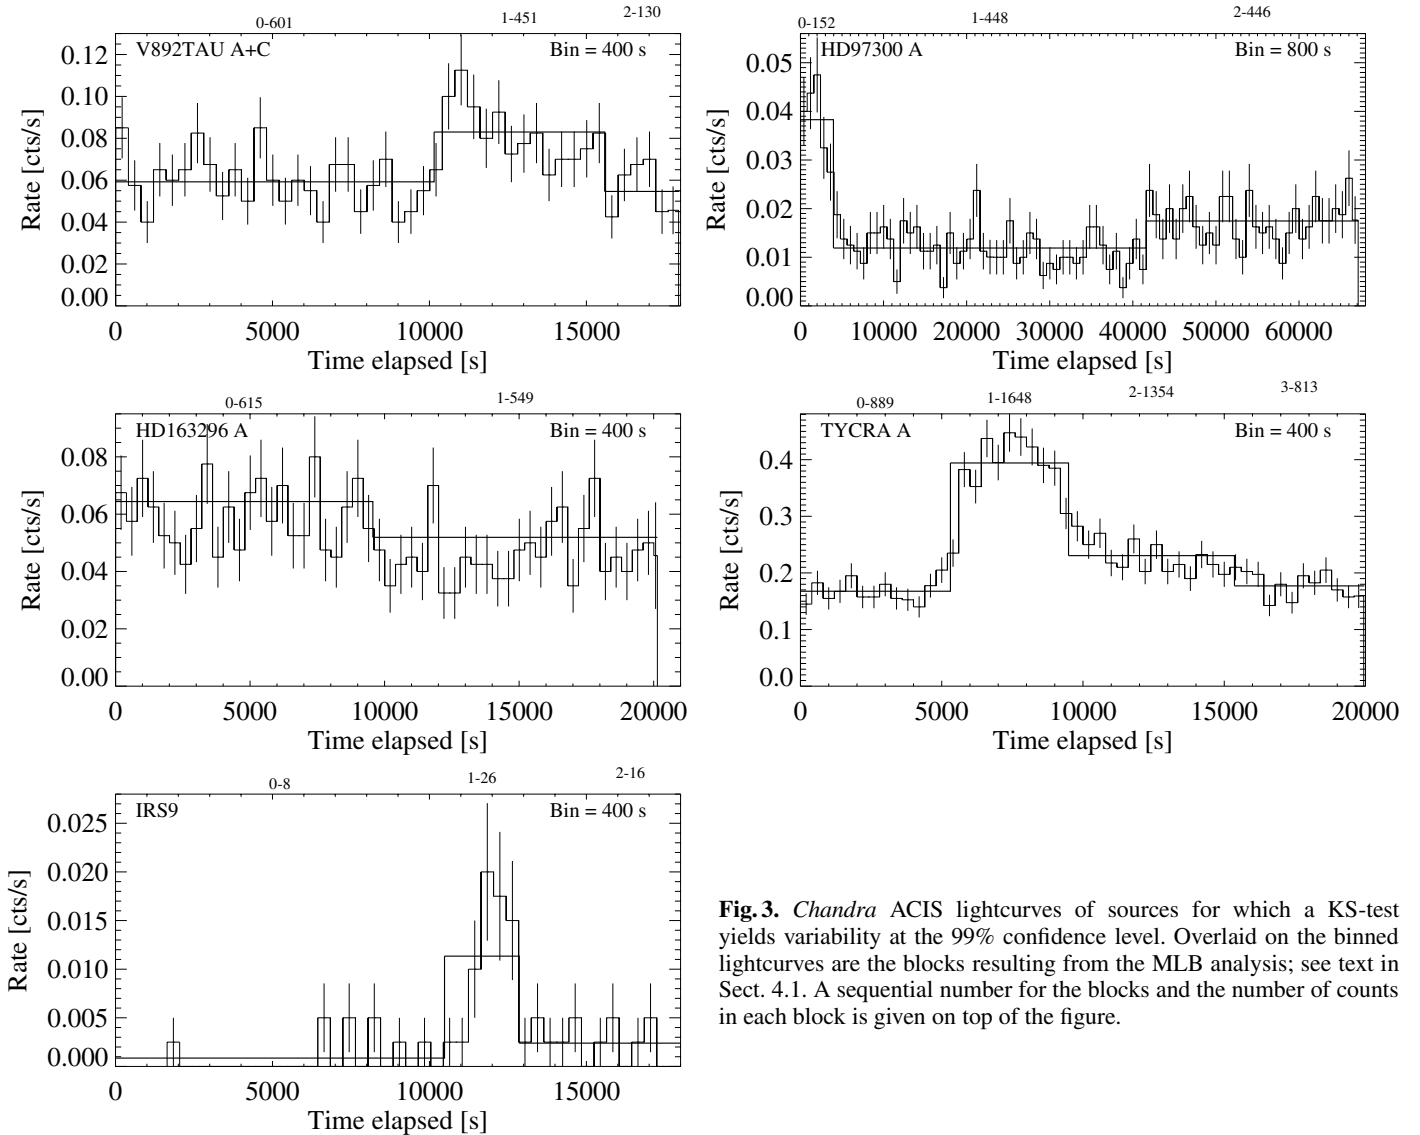 0-601 1-451 2-130
V892TAU A+C Bin = 400 s
0.12
0.10
0.08
0.06
0.04
0.02
0.00
Rate [cts/s]
0 5000 10000 15000
Time elapsed [s]
0-152 1-448 2-446
HD97300 A Bin = 800 s
0.05
0.04
0.03
0.02
0.01
0.00
Rate [cts/s]
0 10000 20000 30000 40000 50000 60000
Time elapsed [s]
0-615 1-549
HD163296 A Bin = 400 s
0.08
0.06
0.04
0.02
0.00
Rate [cts/s]
0 5000 10000 15000 20000
Time elapsed [s]
0-889 1-1648 2-1354 3-813
TYCRA A Bin = 400 s
0.4
0.3
0.2
0.1
0.0
Rate [cts/s]
0 5000 10000 15000 20000
Time elapsed [s]
0-8 1-26 2-16
IRS9 Bin = 400 s
0.025
0.020
0.015
0.010
0.005
0.000
Rate [cts/s]
0 5000 10000 15000
Time elapsed [s]
Fig. 3. Chandra ACIS lightcurves of sources for which a KS-test
yields variability at the 99% confidence level. Overlaid on the binned
lightcurves are the blocks resulting from the MLB analysis; see text in
Sect. 4.1. A sequential number for the blocks and the number of counts
in each block is given on top of the figure.